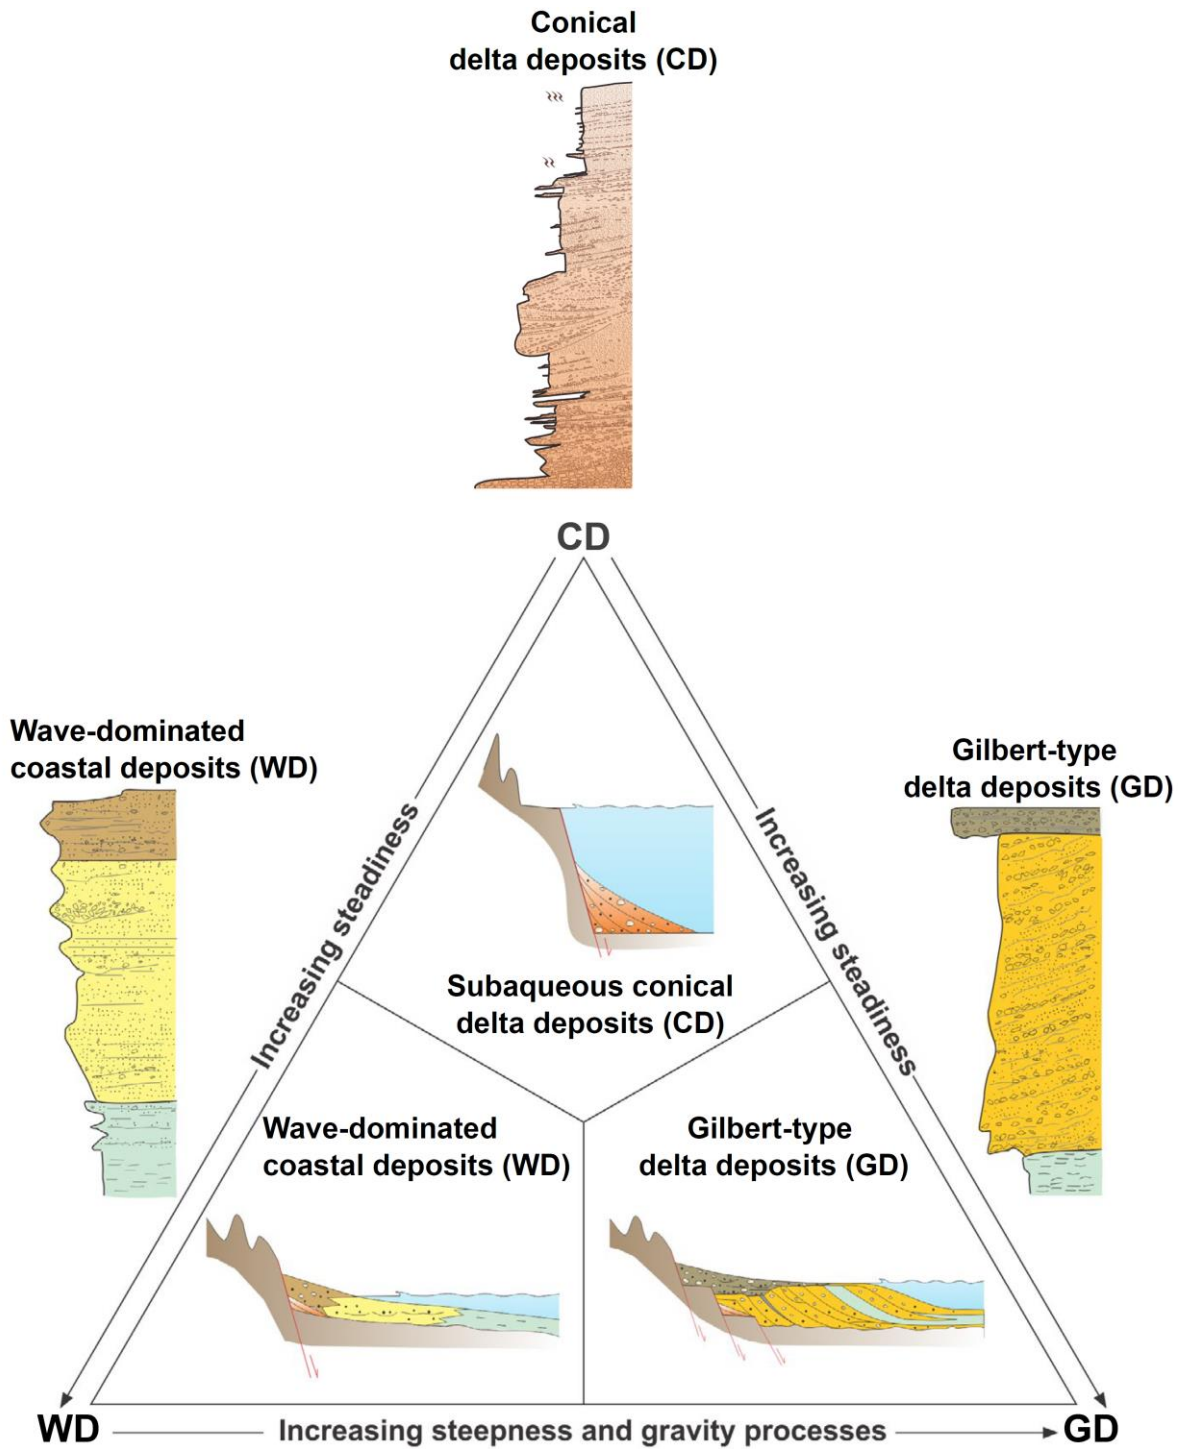 Conical
delta deposits (CD)
CD
Wave-dominated
coastal deposits (WD)
Gilbert-type
delta deposits (GD)
Increasing steadiness
Increasing steadiness
Subaqueous conical
delta deposits (CD)
Wave-dominated
coastal deposits (WD)
Gilbert-type
delta deposits (GD)
WD
Increasing steepness and gravity processes
GD